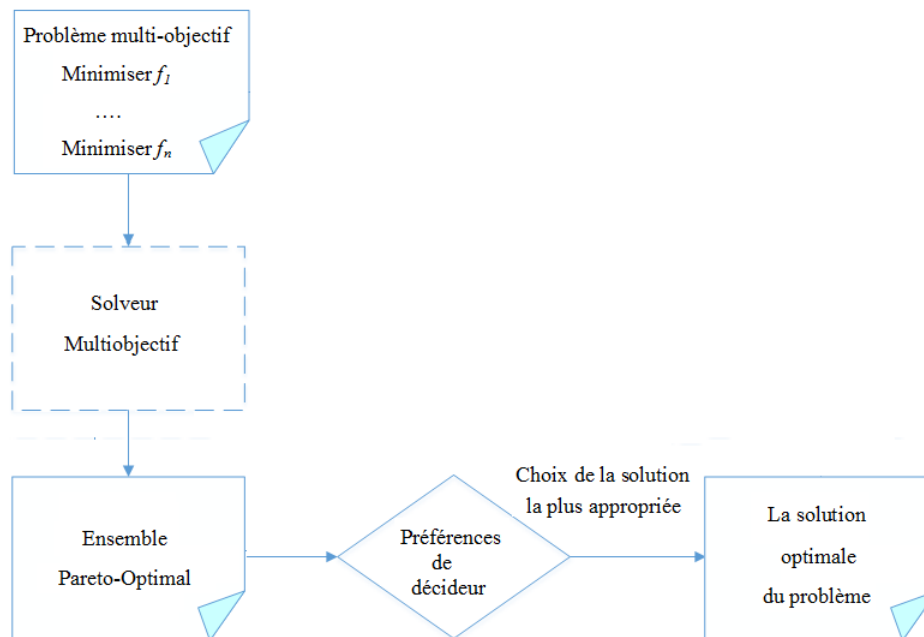 Problème multi-objectif
Minimiser f1
….
Minimiser fn
Solveur
Multiobjectif
Ensemble
Pareto-Optimal
Préférences
de
décideur
Choix de la solution
la plus appropriée
La solution
optimale
du problème